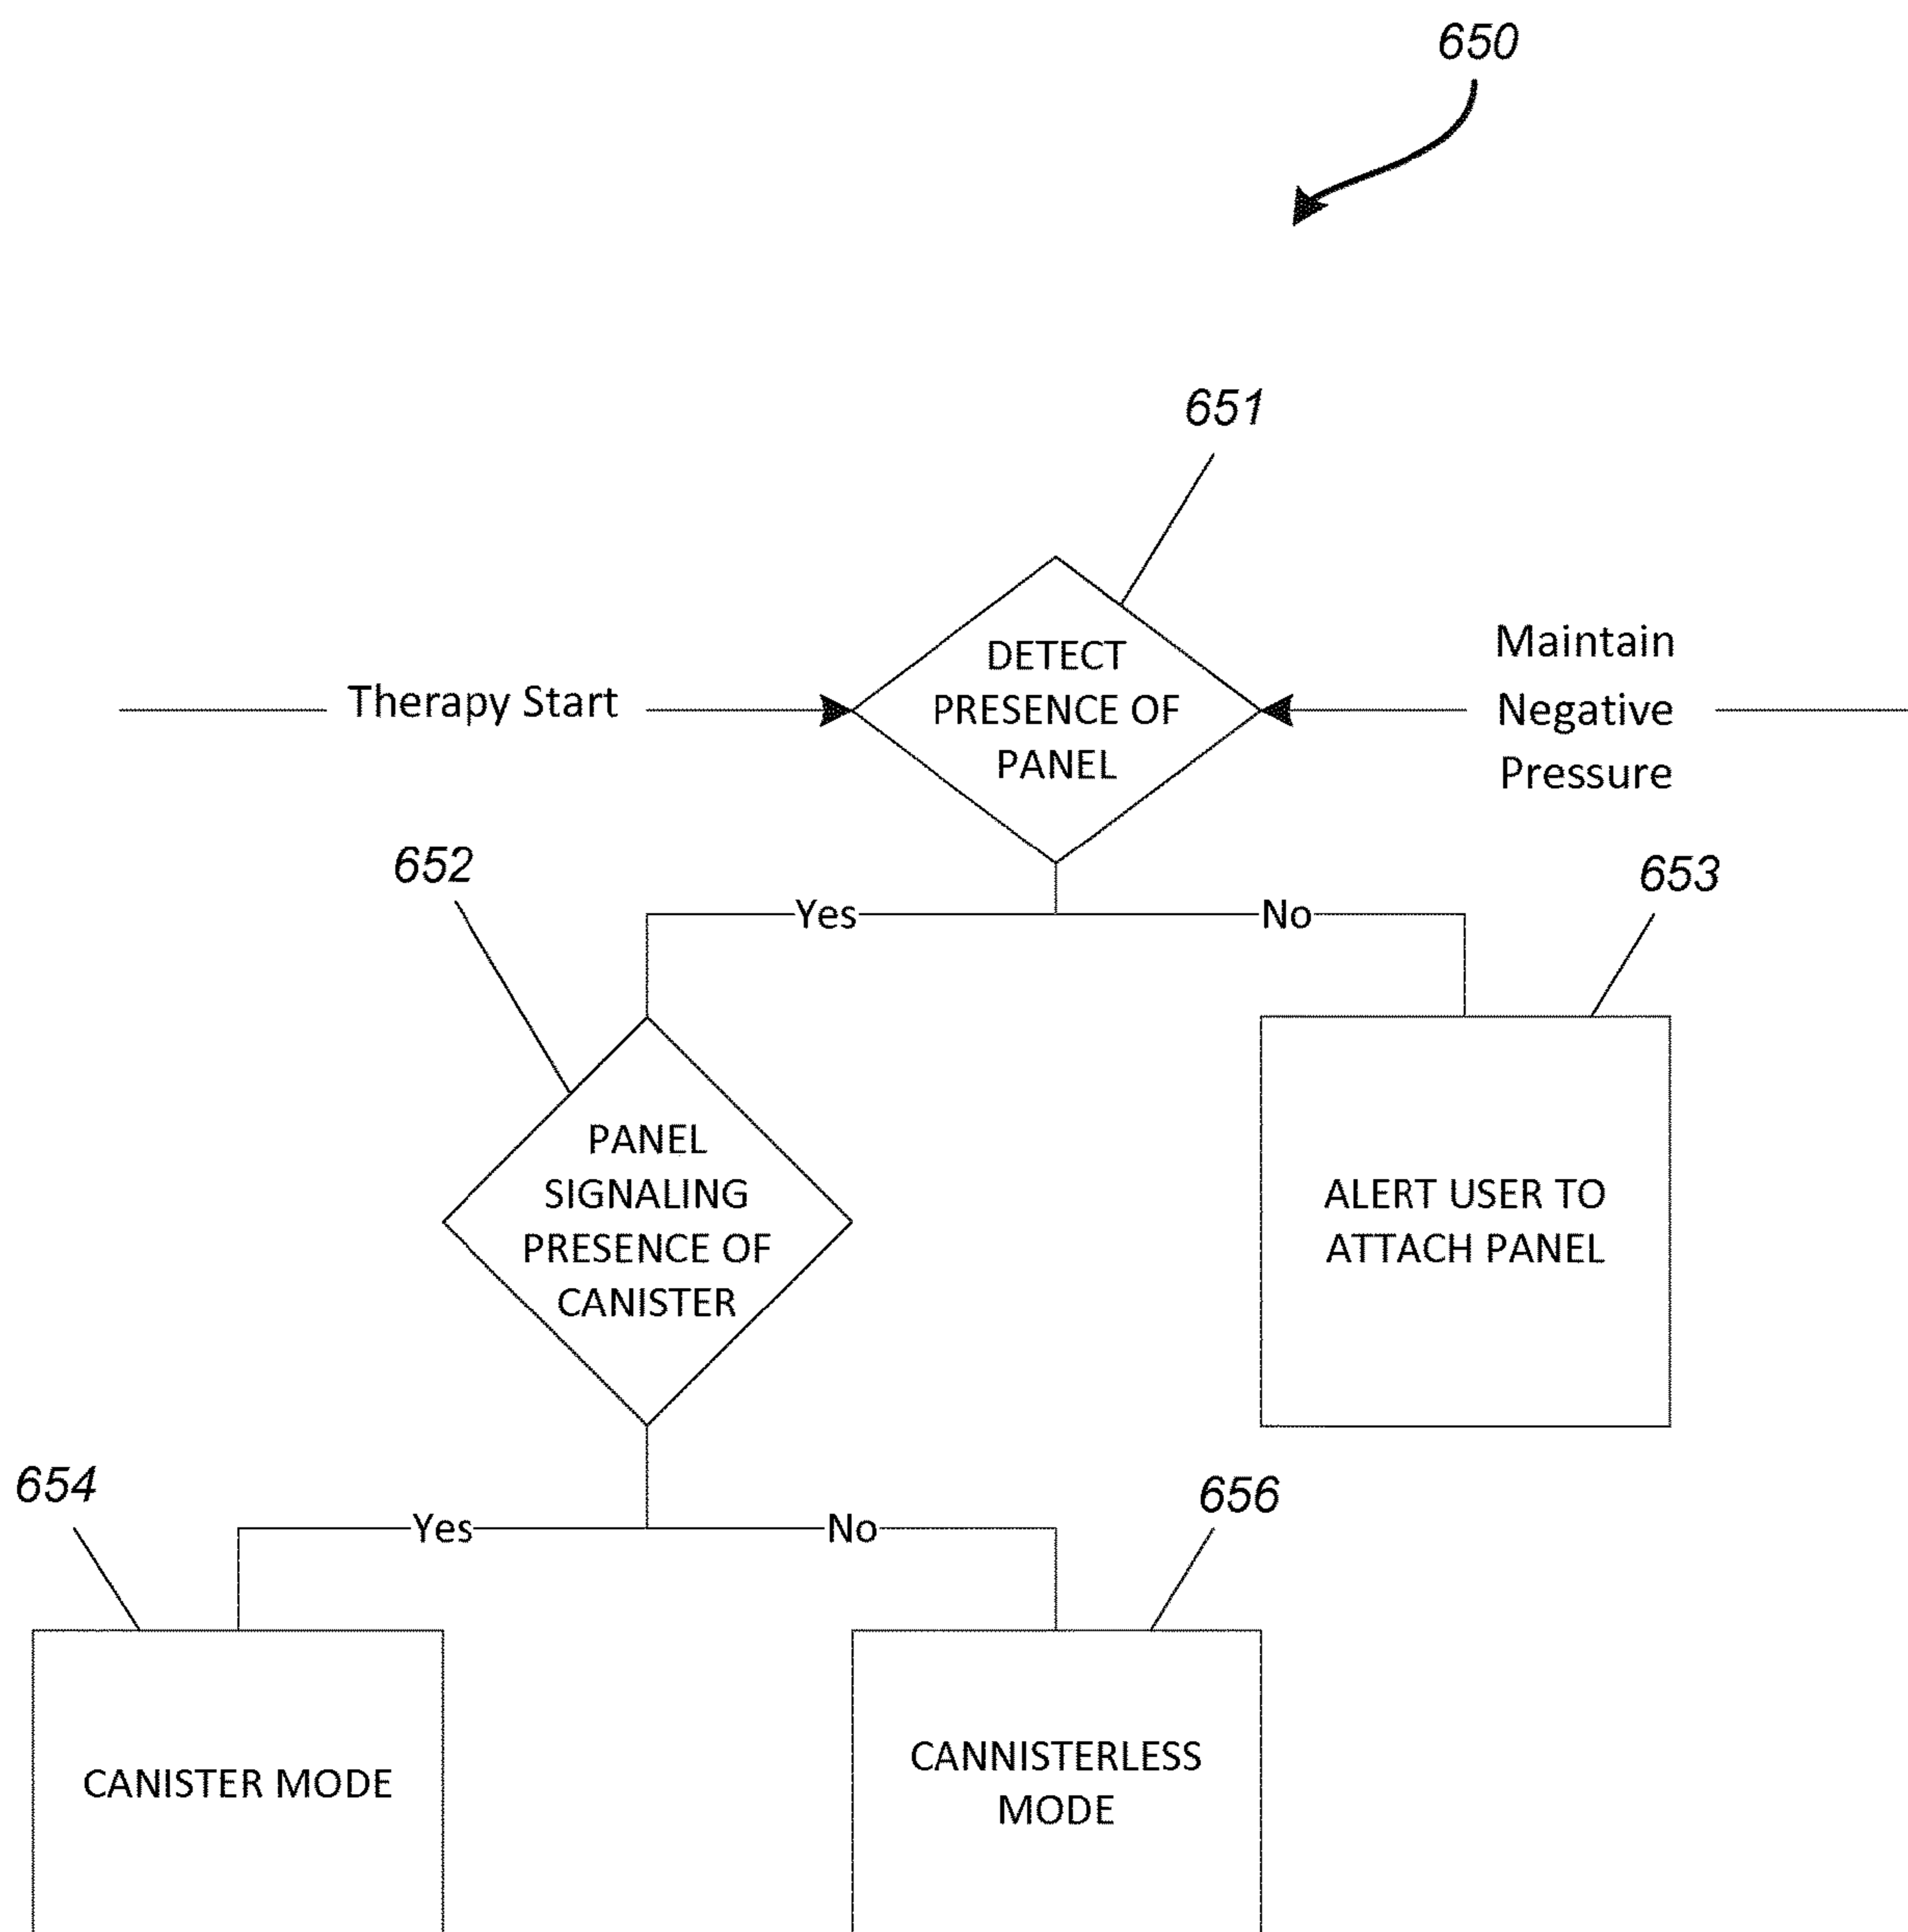 650
651
Therapy Start
DETECT
PRESENCE OF
PANEL
Maintain
Negative
Pressure
652
Yes
No
653
PANEL
SIGNALING
PRESENCE OF
CANISTER
ALERT USER TO
ATTACH PANEL
654
Yes
No
656
CANISTER MODE
CANNISTERLESS
MODE